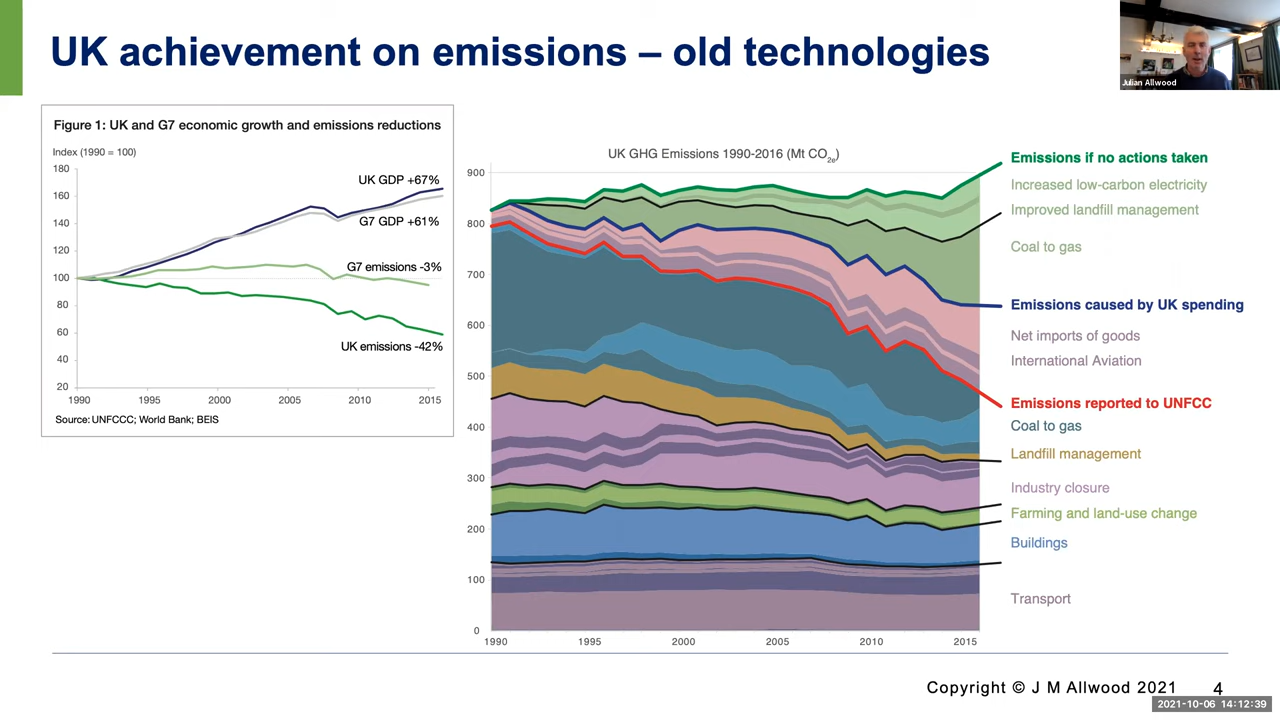 UK achievement on emissions – old technologies
Julian Allwood
Figure 1: UK and G7 economic growth and emissions reductions
Index (1990 = 100)
180
160
140
120
100
80
60
40
20
UK GDP +67%
G7 GDP +61%
G7 emissions -3%
UK emissions -42%
1990
1995
2000
2005
2010
2015
Source: UNFCCC; World Bank; BEIS
UK GHG Emissions 1990-2016 (Mt CO2e)
900
800
700
600
500
400
300
200
100
0
1990
1995
2000
2005
2010
2015
Emissions if no actions taken
Increased low-carbon electricity
Improved landfill management
Coal to gas
Emissions caused by UK spending
Net imports of goods
International Aviation
Emissions reported to UNFCC
Coal to gas
Landfill management
Industry closure
Farming and land-use change
Buildings
Transport
Copyright © J M Allwood 2021
4
2021-10-06 14:12:39